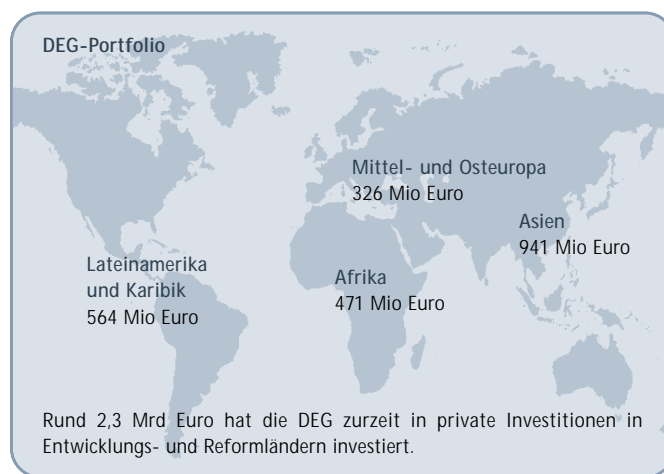 DEG-Portfolio
Mittel- und Osteuropa
326 Mio Euro
Asien
941 Mio Euro
Lateinamerika
und Karibik
564 Mio Euro
Afrika
471 Mio Euro
Rund 2,3 Mrd Euro hat die DEG zurzeit in private Investitionen in
Entwicklungs- und Reformländern investiert.